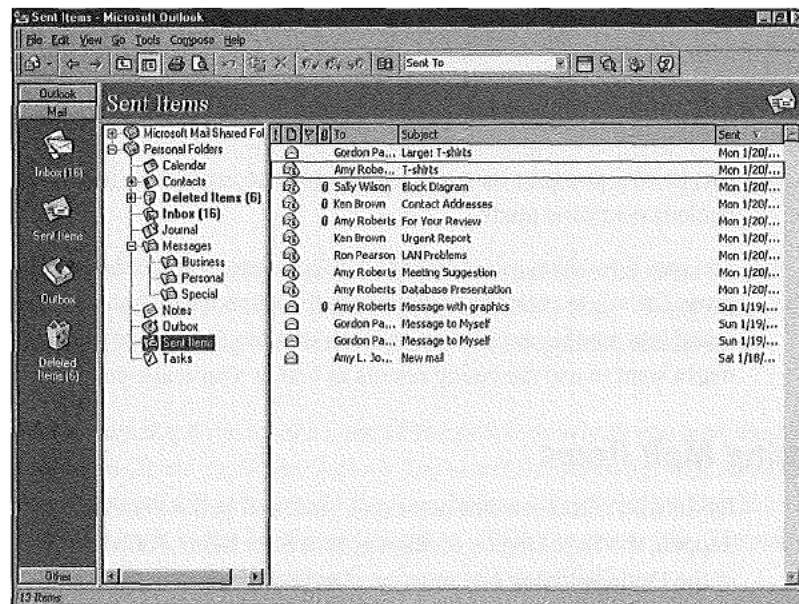 Sent Items - Microsoft Outlook
File Edit View Go Tools Compose Help
Sent To
Outlook
Mail
Sent Items
Inbox (16)
Sent Items
Outbox
Deleted
Items (6)
Other
Microsoft Mail Shared Fol
Personal Folders
Calendar
Contacts
Deleted Items (6)
Inbox (16)
Journal
Messages
Business
Personal
Special
Notes
Outbox
Sent Items
Tasks
To Subject Sent
Gordon Pa... Large: T-shirts Mon 1/20/...
Amy Robe... T-shirts Mon 1/20/...
Sally Wilson Block Diagram Mon 1/20/...
Ken Brown Contact Addresses Mon 1/20/...
Amy Roberts For Your Review Mon 1/20/...
Ken Brown Urgent Report Mon 1/20/...
Ron Pearson LAN Problems Mon 1/20/...
Amy Roberts Meeting Suggestion Mon 1/20/...
Amy Roberts Database Presentation Mon 1/20/...
Amy Roberts Message with graphics Sun 1/19/...
Gordon Pa... Message to Myself Sun 1/19/...
Gordon Pa... Message to Myself Sun 1/19/...
Amy L. Jo... New mail Sat 1/18/...
13 Items